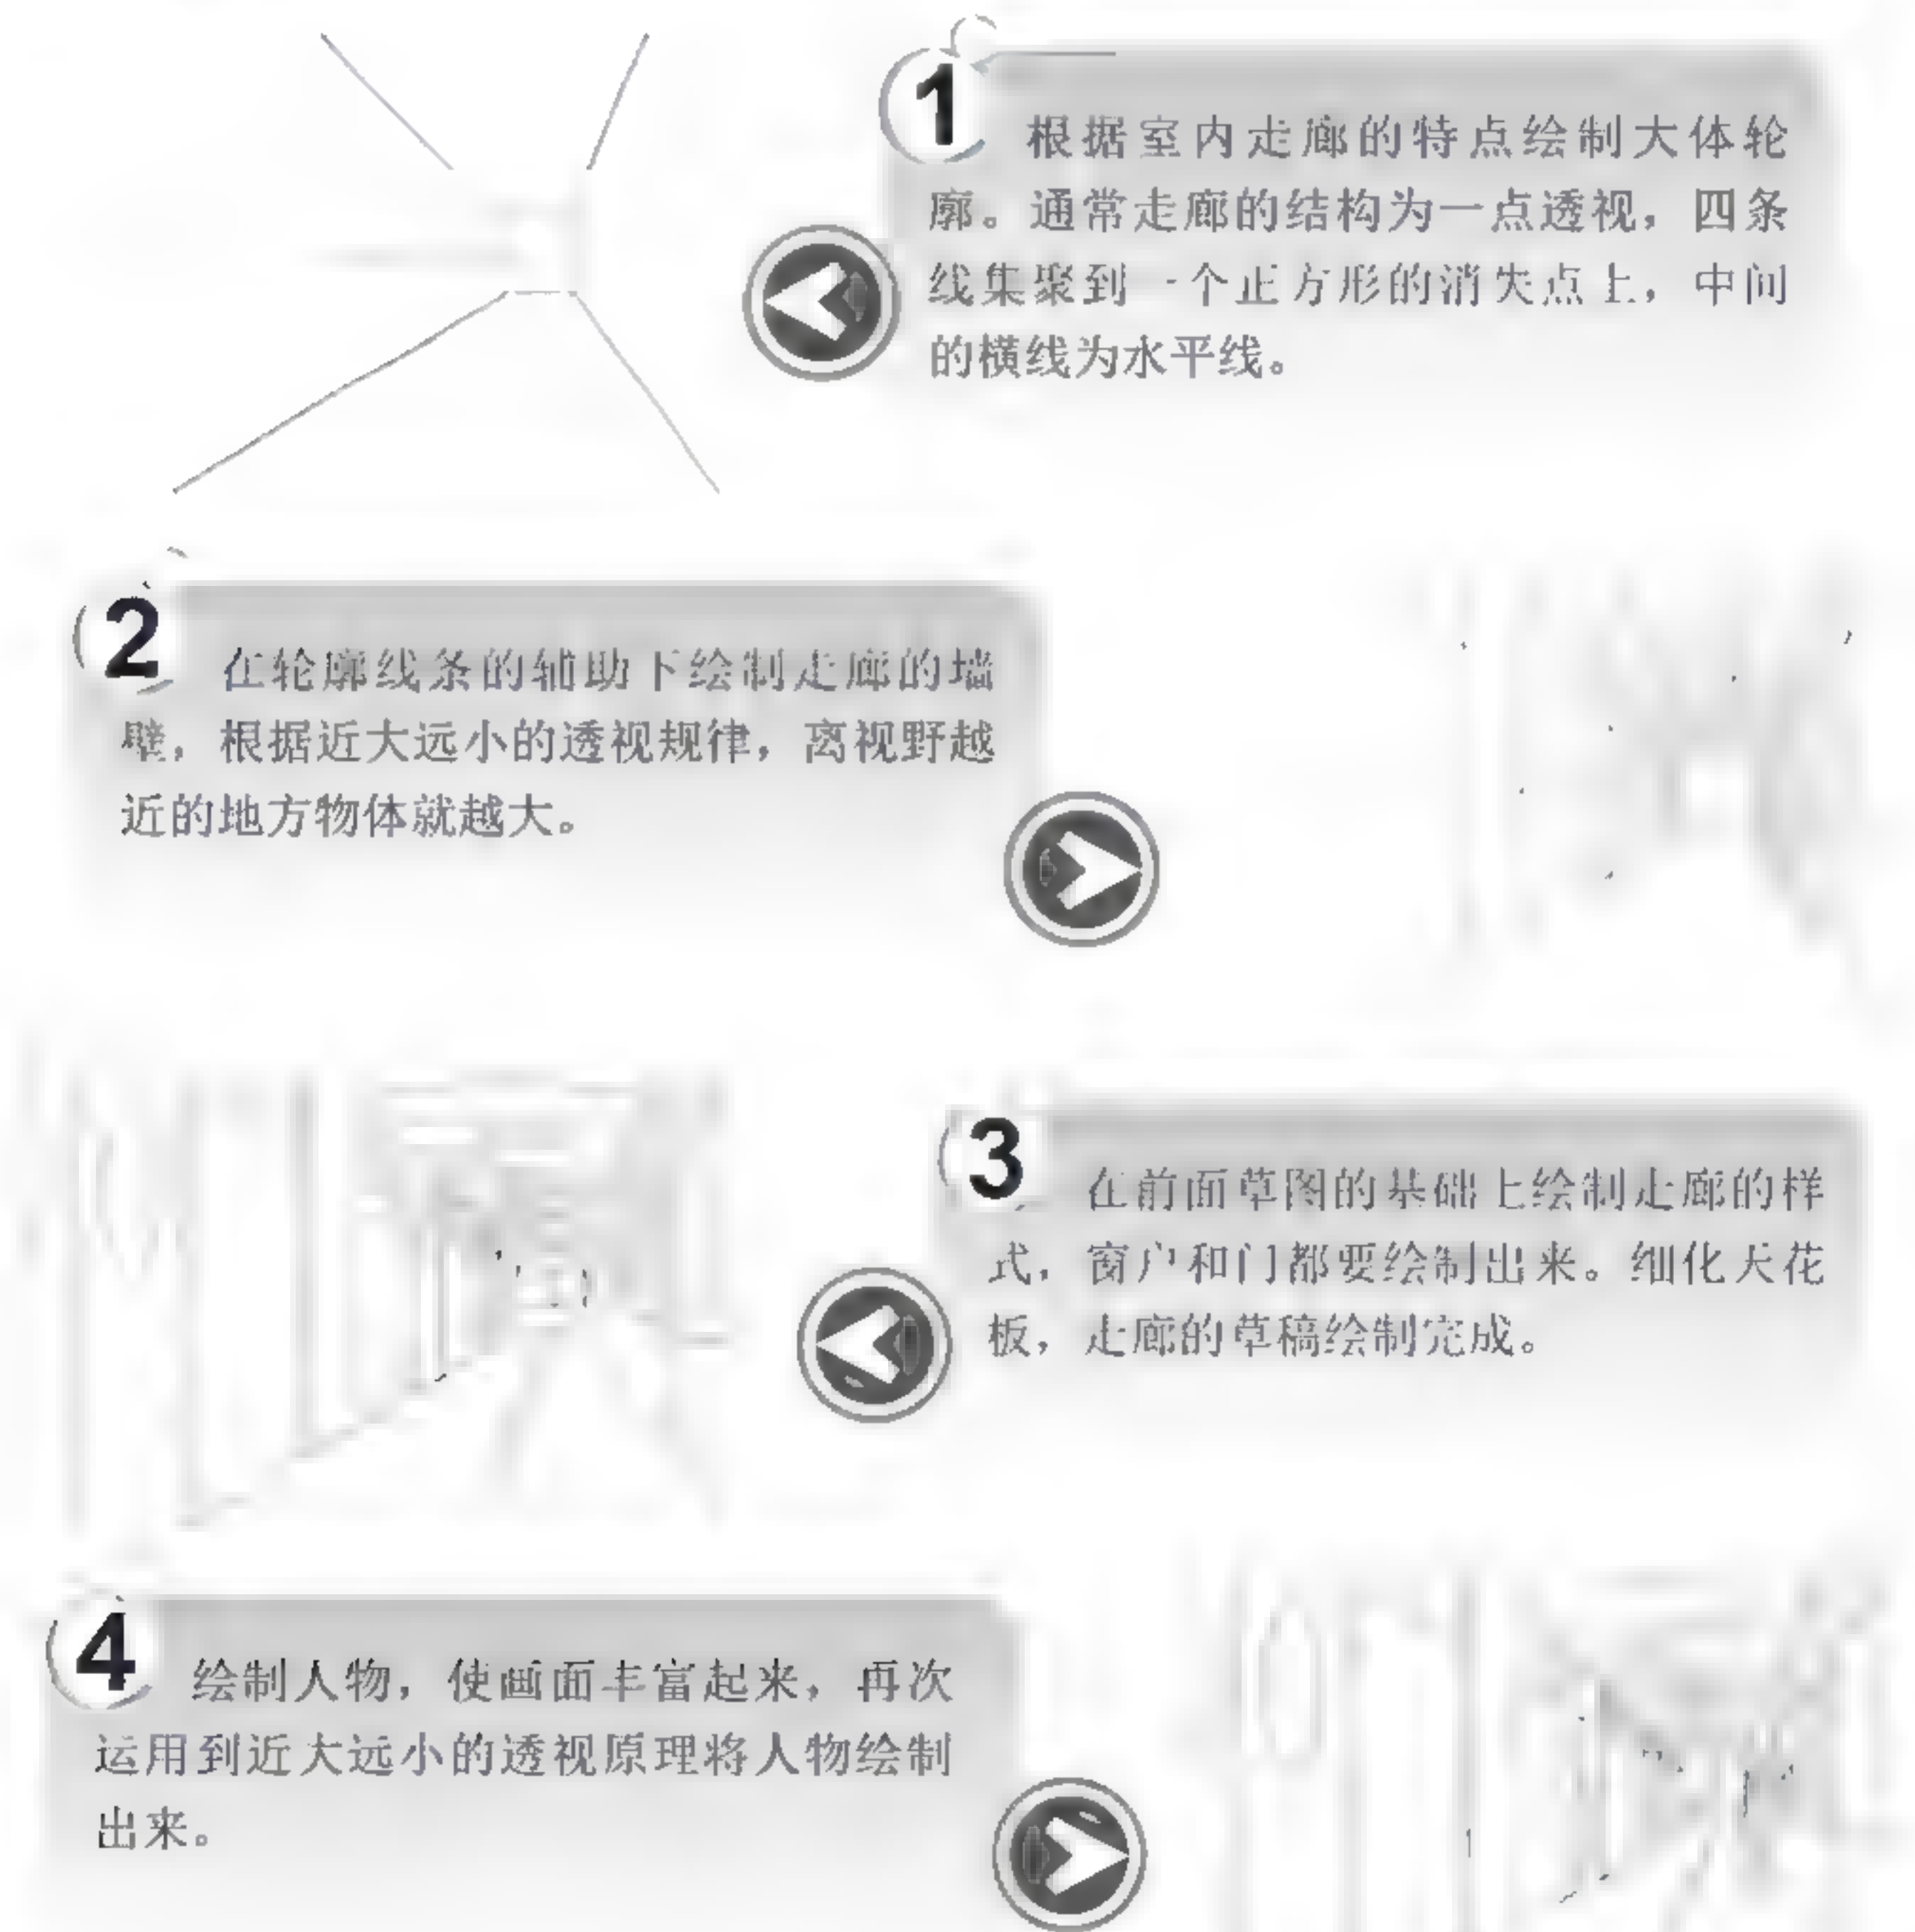 1
根据室内走廊的特点绘制大体轮
廓。通常走廊的结构为一点透视，四条
线集聚到一个正方形的消失点上，中间
的横线为水平线。
2
在轮廓线条的辅助下绘制走廊的墙
壁，根据近大远小的透视规律，离视野越
近的地方物体就越大。
3
在前面草图的基础上绘制走廊的样
式，窗户和门都要绘制出来。细化天花
板，走廊的草稿绘制完成。
4
绘制人物，使画面丰富起来，再次
运用到近大远小的透视原理将人物绘制
出来。